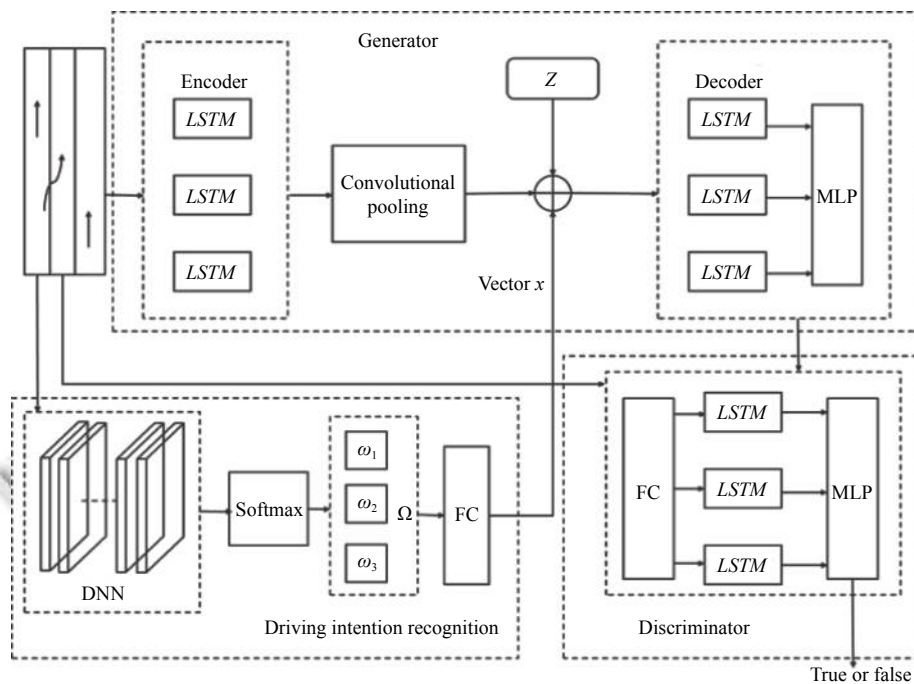 Generator
Encoder
LSTM
LSTM
LSTM
Convolutional
pooling
Z
Vector x
Decoder
LSTM
LSTM
LSTM
MLP
DNN
Softmax
ω1
ω2
ω3
Ω
FC
Driving intention recognition
FC
LSTM
LSTM
LSTM
MLP
Discriminator
True or false